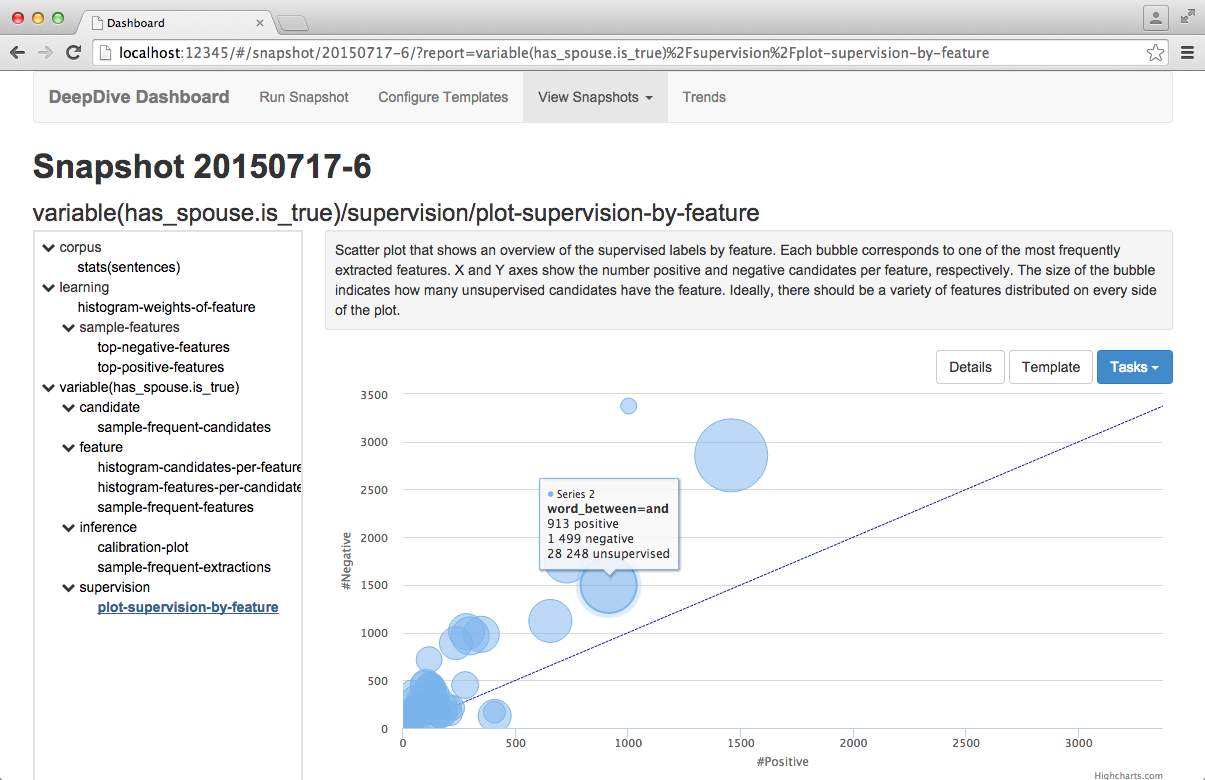 Dashboard
localhost:12345/#/snapshot/20150717-6/?report=variable(has_spouse.is_true)%2Fsupervision%2Fplot-supervision-by-feature
DeepDive Dashboard Run Snapshot Configure Templates View Snapshots Trends
Snapshot 20150717-6
variable(has_spouse.is_true)/supervision/plot-supervision-by-feature
corpus
stats(sentences)
learning
histogram-weights-of-feature
sample-features
top-negative-features
top-positive-features
variable(has_spouse.is_true)
candidate
sample-frequent-candidates
feature
histogram-candidates-per-feature
histogram-features-per-candidate
sample-frequent-features
inference
calibration-plot
sample-frequent-extractions
supervision
plot-supervision-by-feature
Scatter plot that shows an overview of the supervised labels by feature. Each bubble corresponds to one of the most frequently
extracted features. X and Y axes show the number positive and negative candidates per feature, respectively. The size of the bubble
indicates how many unsupervised candidates have the feature. Ideally, there should be a variety of features distributed on every side
of the plot.
Details Template Tasks
3500
3000
2500
2000
1500
1000
500
0
#Negative
Series 2
word_between=and
913 positive
1 499 negative
28 248 unsupervised
0 500 1000 1500 2000 2500 3000
#Positive
Highcharts.com